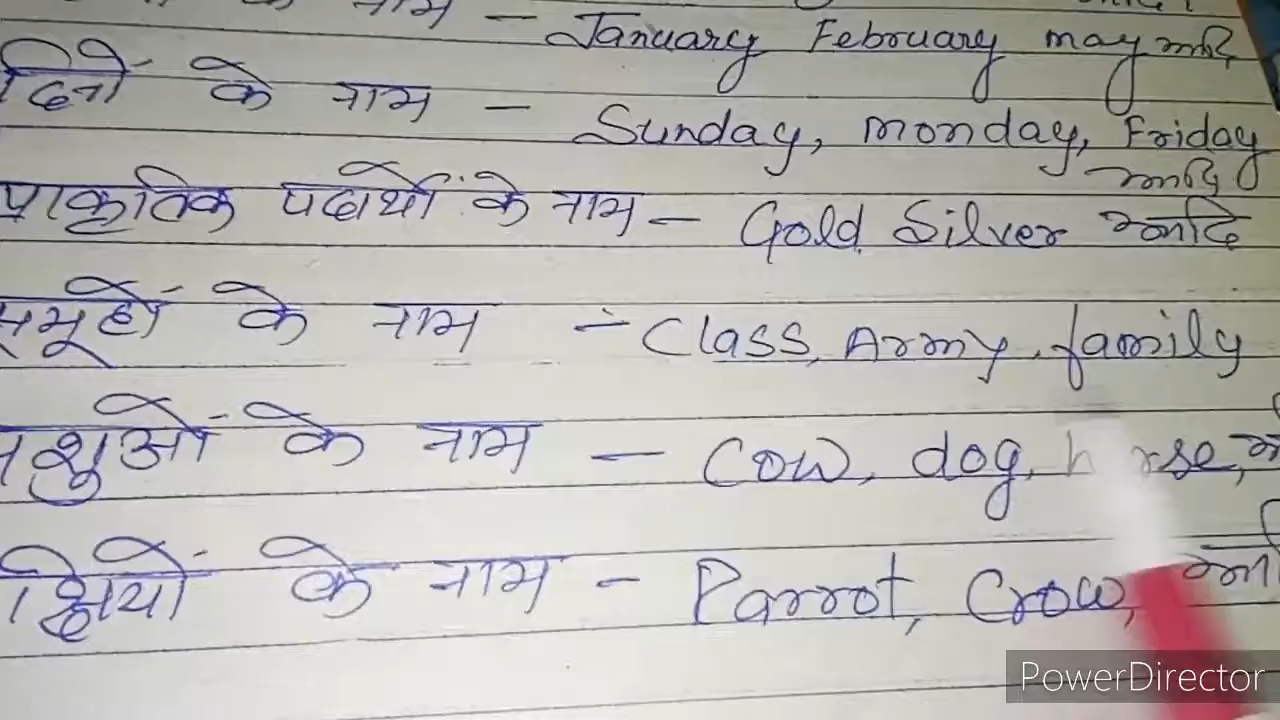 के नाम – January February may आदि
दिनों के नाम – Sunday, monday, Friday
आदि
प्राकृतिक पदार्थों के नाम – Gold, Silver आदि
समूहों के नाम – Class, Army, family
पशुओं के नाम – Cow, dog,
क्षियों के नाम – Parrot, Crow,
PowerDirector